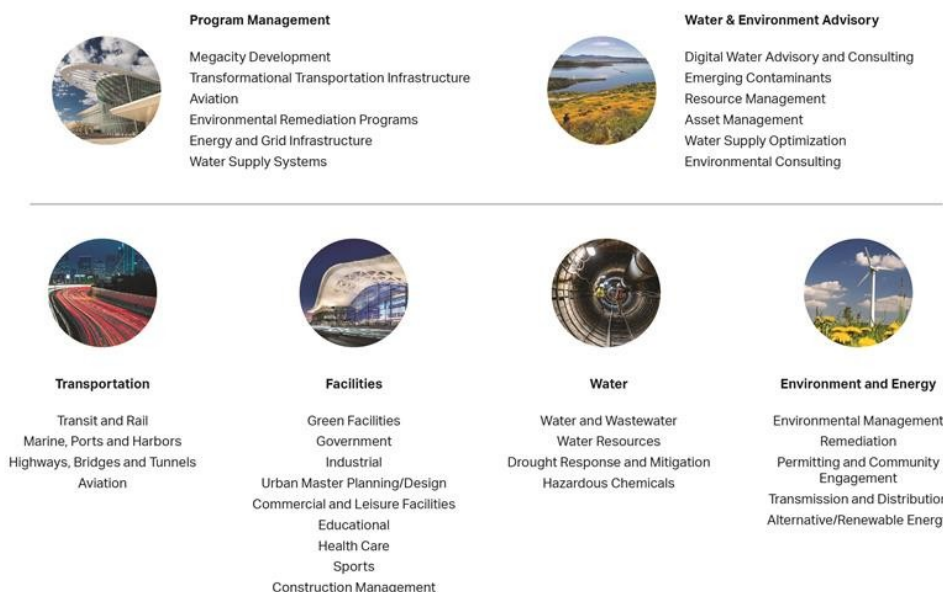 Program Management
Megacity Development
Transformational Transportation Infrastructure
Aviation
Environmental Remediation Programs
Energy and Grid Infrastructure
Water Supply Systems
Water & Environment Advisory
Digital Water Advisory and Consulting
Emerging Contaminants
Resource Management
Asset Management
Water Supply Optimization
Environmental Consulting
Transportation
Transit and Rail
Marine, Ports and Harbors
Highways, Bridges and Tunnels
Aviation
Facilities
Green Facilities
Government
Industrial
Urban Master Planning/Design
Commercial and Leisure Facilities
Educational
Health Care
Sports
Construction Management
Water
Water and Wastewater
Water Resources
Drought Response and Mitigation
Hazardous Chemicals
Environment and Energy
Environmental Management
Remediation
Permitting and Community
Engagement
Transmission and Distribution
Alternative/Renewable Energ